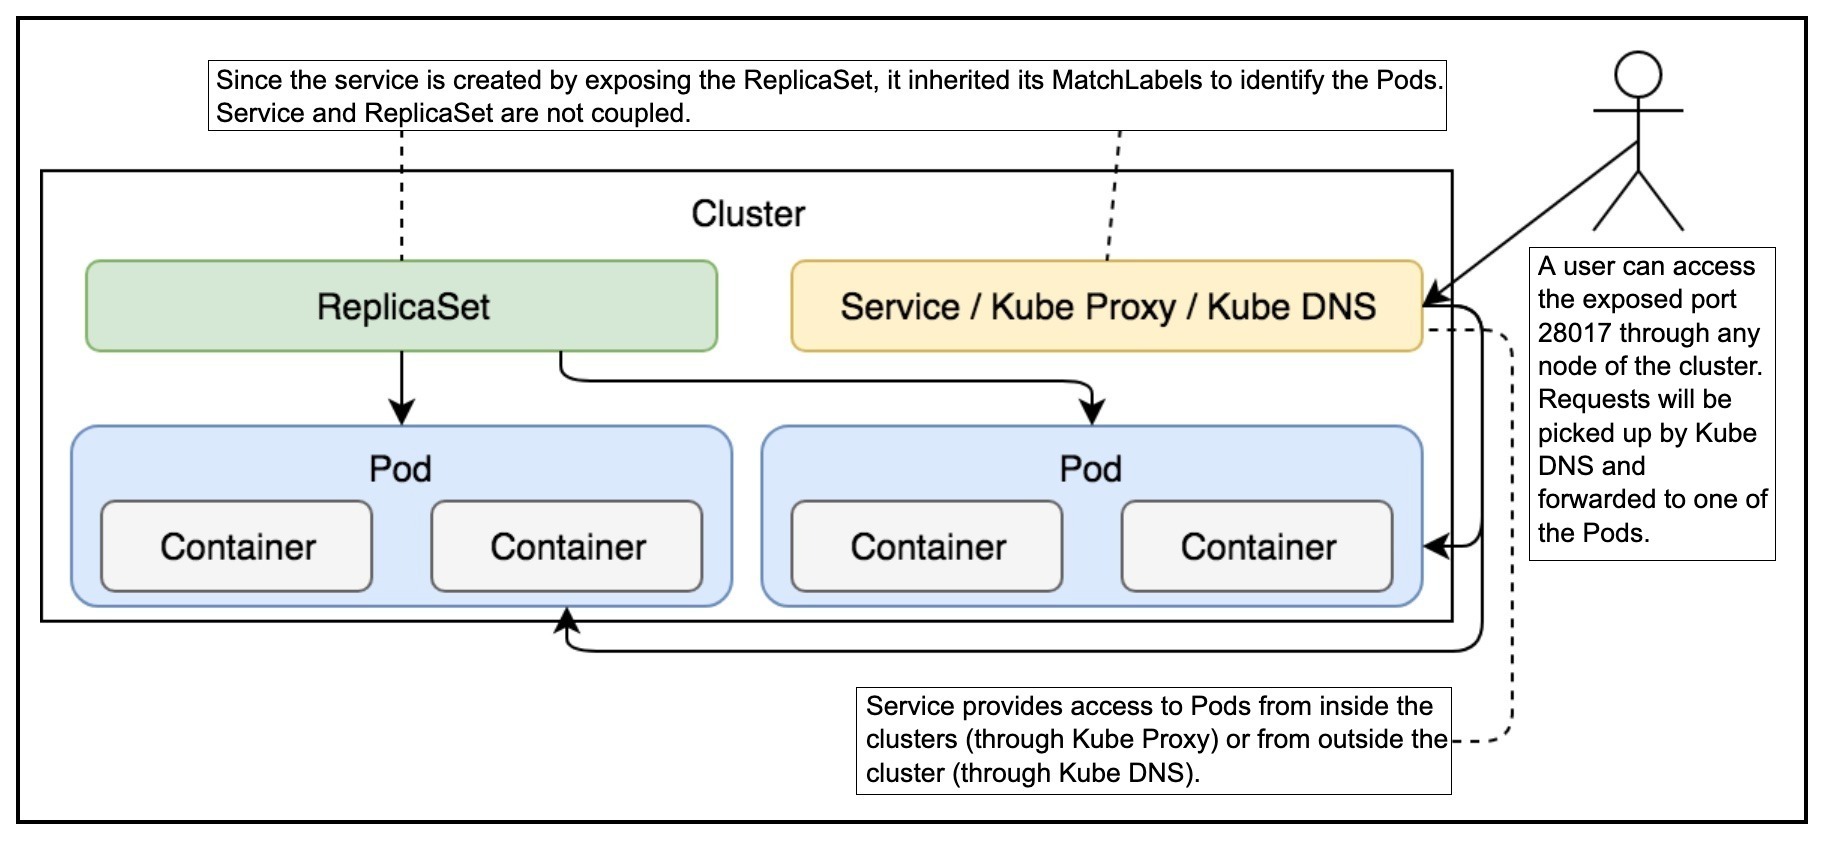 Since the service is created by exposing the ReplicaSet, it inherited its MatchLabels to identify the Pods.
Service and ReplicaSet are not coupled.
Cluster
ReplicaSet
Service / Kube Proxy / Kube DNS
A user can access
the exposed port
28017 through any
node of the cluster.
Requests will be
picked up by Kube
DNS and
forwarded to one of
the Pods.
Pod
Container
Container
Pod
Container
Container
Service provides access to Pods from inside the
clusters (through Kube Proxy) or from outside the
cluster (through Kube DNS).